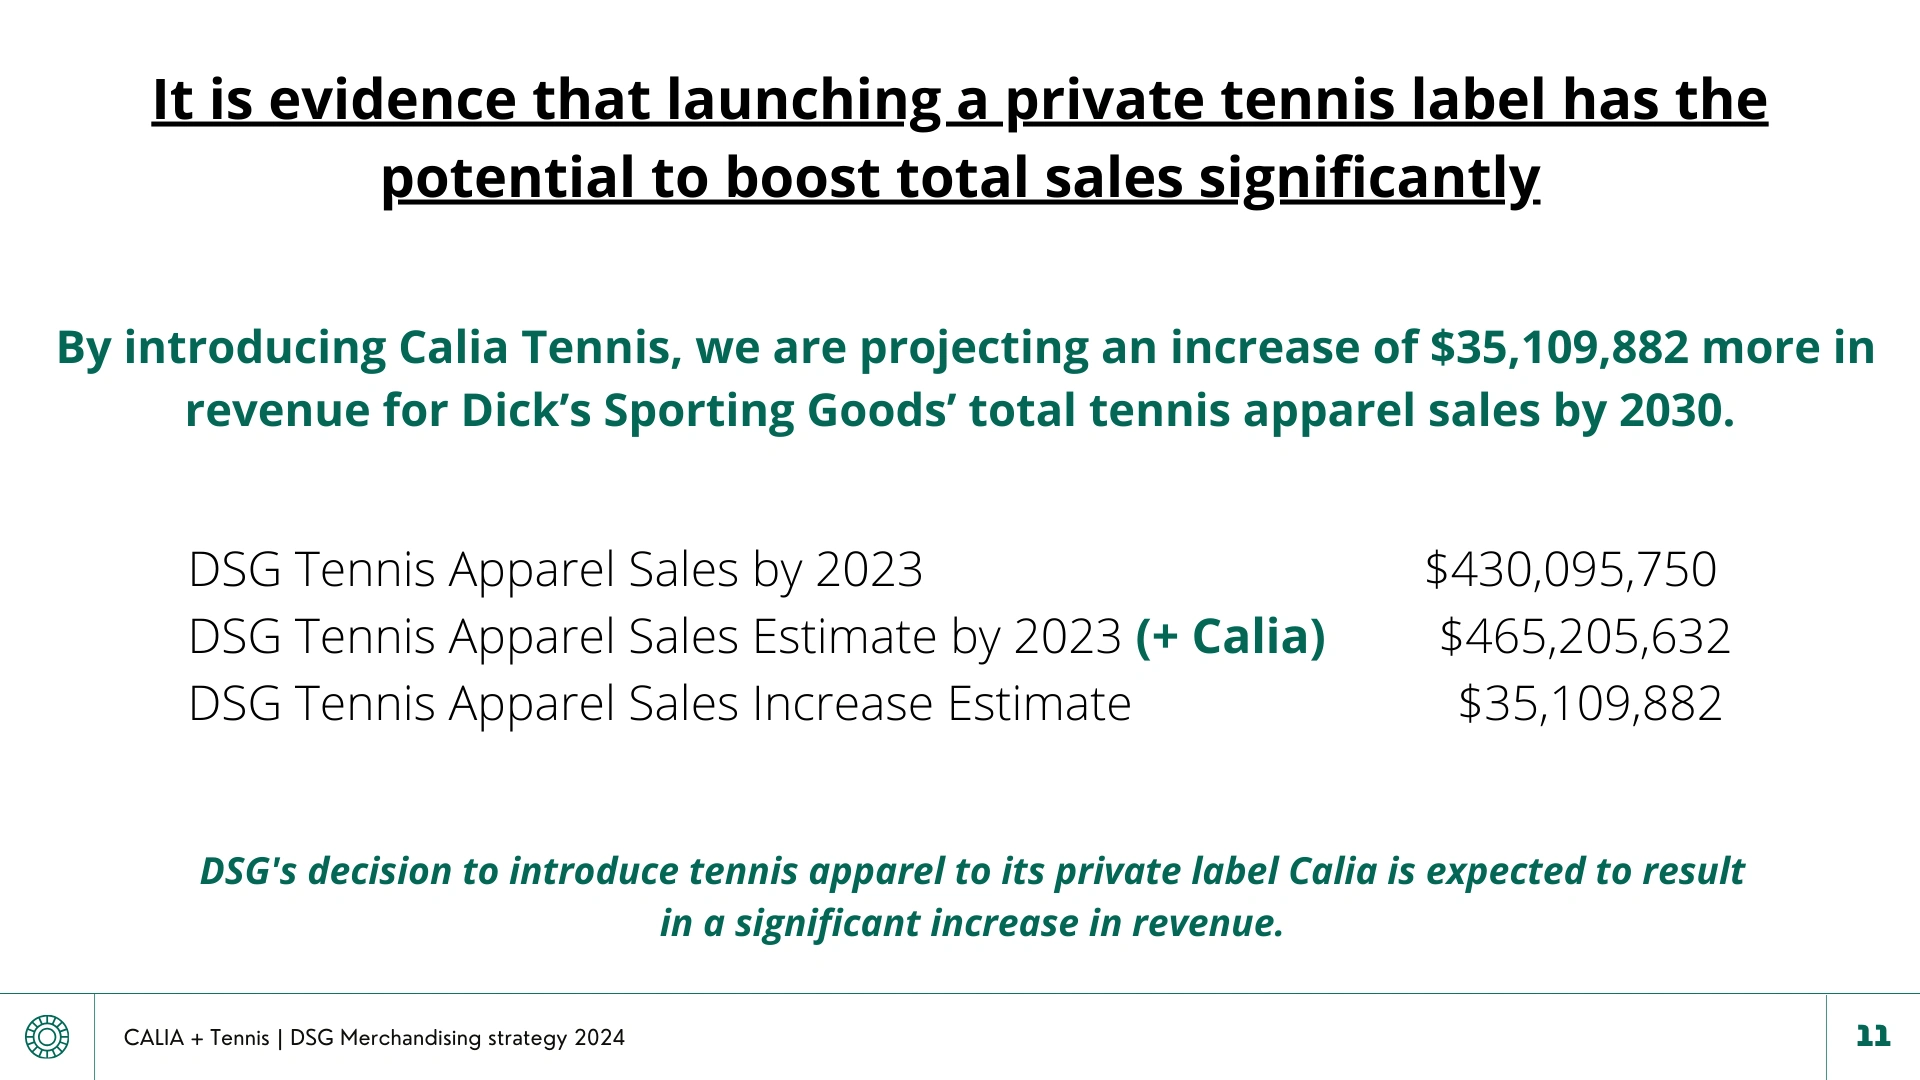 It is evidence that launching a private tennis label has the
potential to boost total sales significantly
By introducing Calia Tennis, we are projecting an increase of $35,109,882 more in
revenue for Dick’s Sporting Goods’ total tennis apparel sales by 2030.
DSG Tennis Apparel Sales by 2023 $430,095,750
DSG Tennis Apparel Sales Estimate by 2023 (+ Calia) $465,205,632
DSG Tennis Apparel Sales Increase Estimate $35,109,882
DSG's decision to introduce tennis apparel to its private label Calia is expected to result
in a significant increase in revenue.
CALIA + Tennis | DSG Merchandising strategy 2024
11